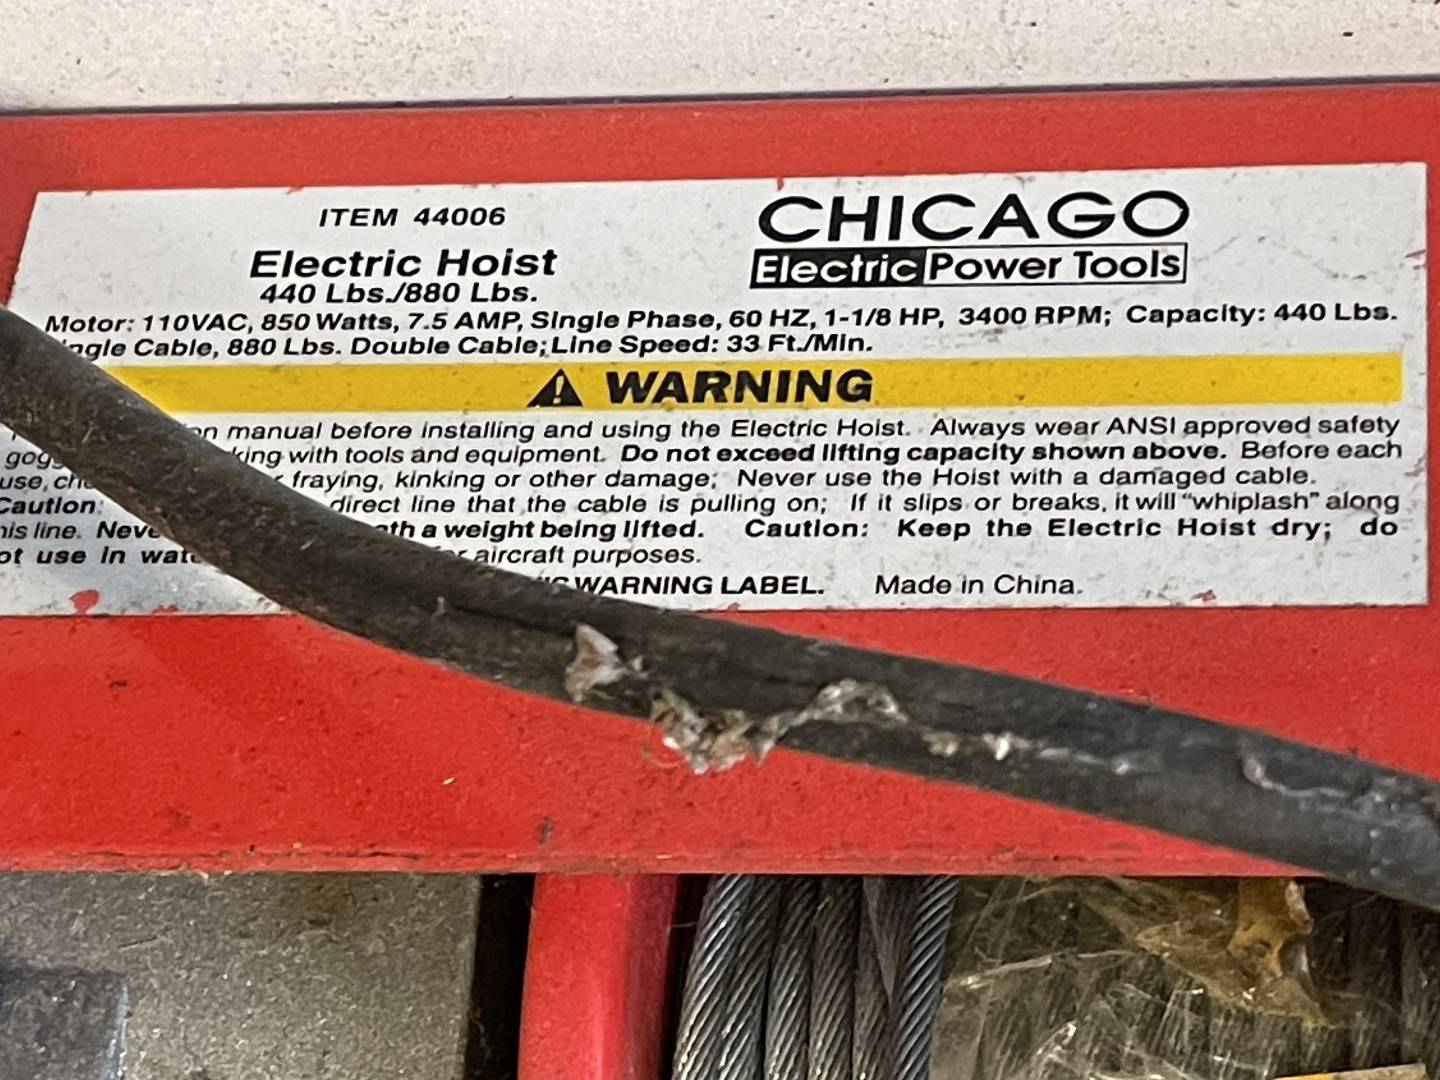 ITEM 44006
CHICAGO
Electric Power Tools
Electric Hoist
440 Lbs./880 Lbs.
Motor: 110VAC, 850 Watts, 7.5 AMP, Single Phase, 60 HZ, 1-1/8 HP, 3400 RPM; Capacity: 440 Lbs.
Cable, 880 Lbs. Double Cable; Line Speed: 33 Ft./Min.
WARNING
manual before installing and using the Electric Hoist. Always wear ANSI approved safety
with tools and equipment. Do not exceed lifting capacity shown above. Before each
use, fraying, kinking or other damage; Never use the Hoist with a damaged cable.
Caution: direct line that the cable is pulling on; If it slips or breaks, it will "whiplash" along
line. a weight being lifted. Caution: Keep the Electric Hoist dry; do
use in aircraft purposes.
WARNING LABEL. Made in China.